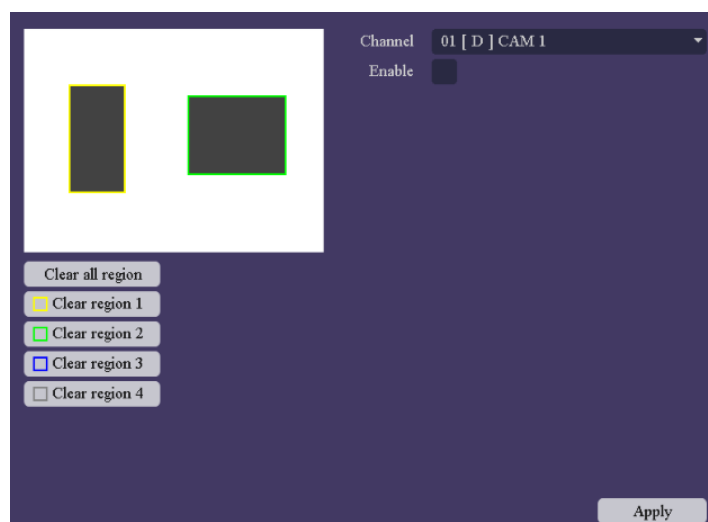 Channel 01 [ D ] CAM 1
Enable
Clear all region
Clear region 1
Clear region 2
Clear region 3
Clear region 4
Apply